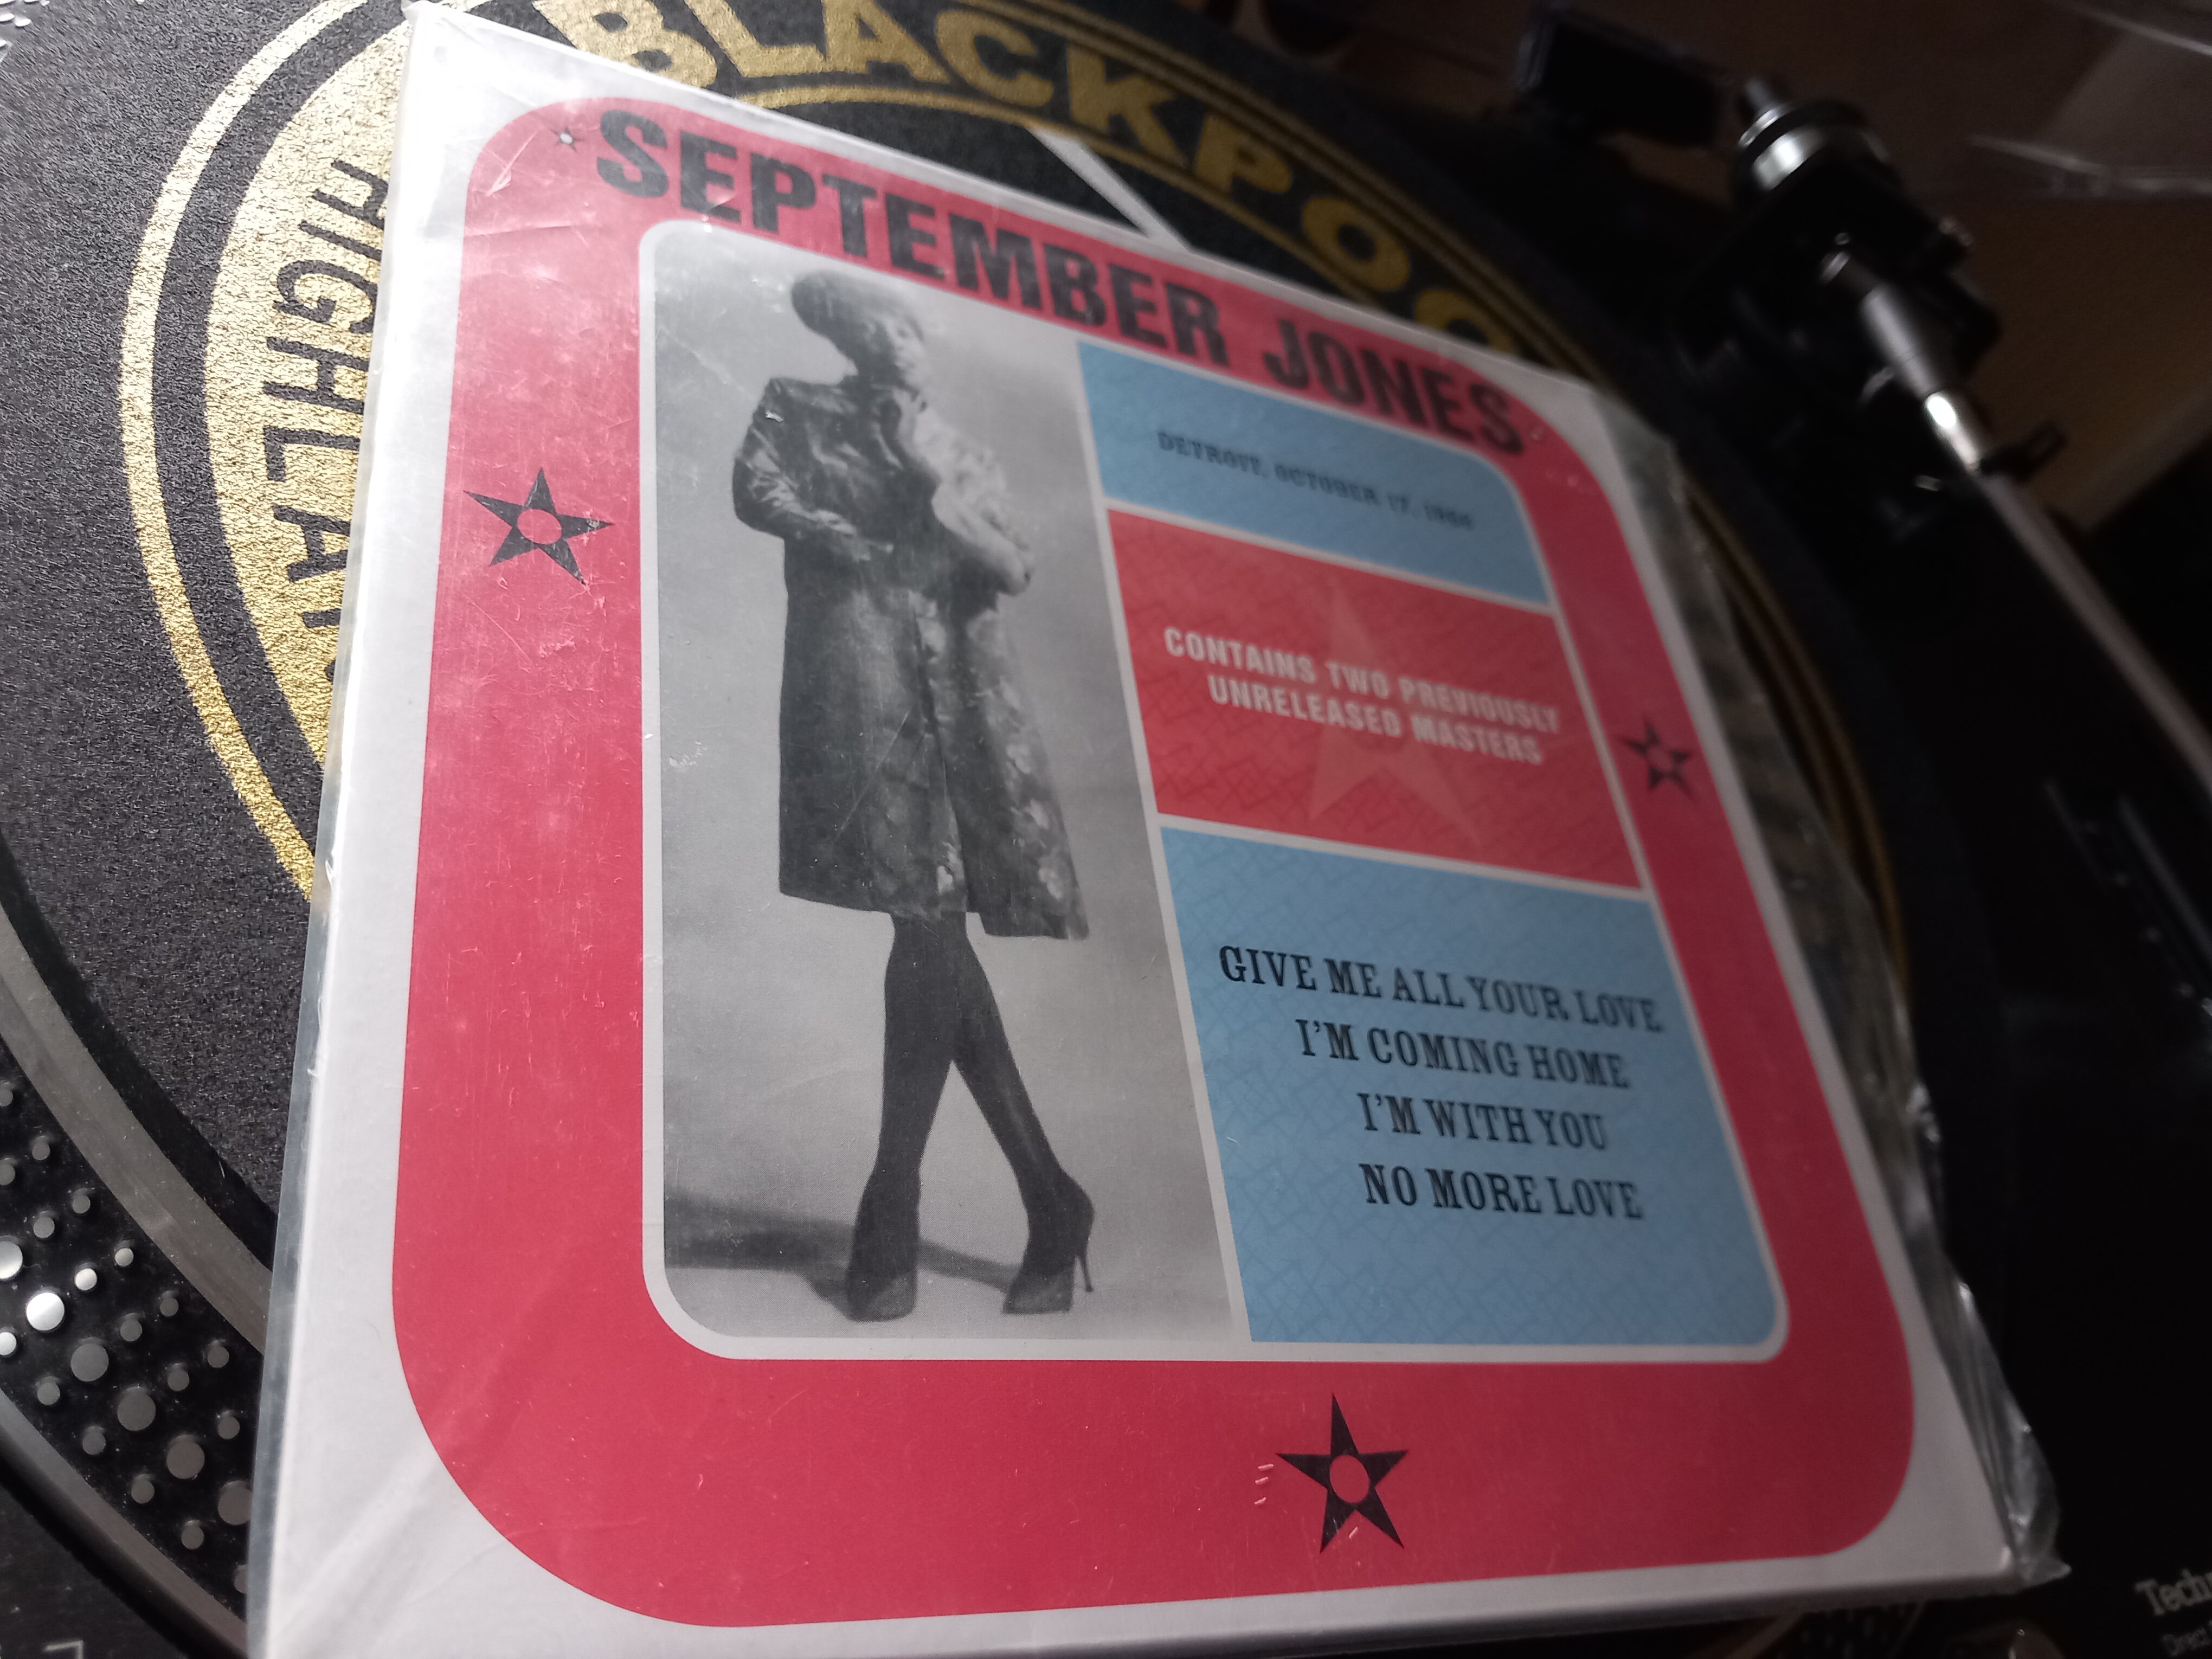 BLACKPOO
HIGHLA
SEPTEMBER JONES
DETROIT, OCTOBER 17, 1966
CONTAINS TWO PREVIOUSLY
UNRELEASED MASTERS
GIVE ME ALL YOUR LOVE
I'M COMING HOME
I'M WITH YOU
NO MORE LOVE
Techn
Direct